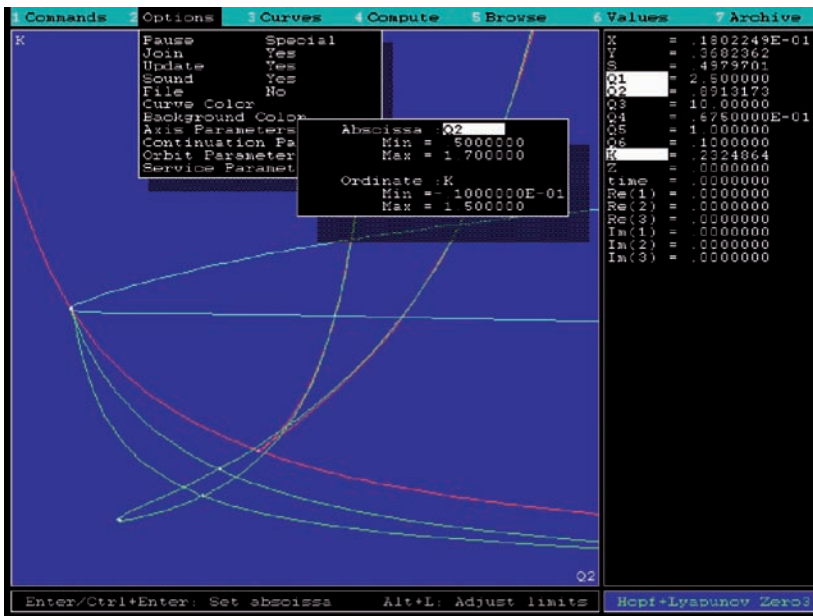 1 Commands 2 Options 3 Curves 4 Compute 5 Browse 6 Values 7 Archive
K
Pause Special
Join Yes
Update Yes
Sound Yes
File No
Curve Color
Background Color
Axis Parameters
Continuation Pa
Orbit Parameter
Service Paramet
Abscissa :Q2
Min = .5000000
Max = 1.700000
Ordinate :K
Min =-.1000000E-01
Max = 1.500000
X = .1802249E-01
Y = .3682362
S = .4979701
Q1 = 2.500000
Q2 = .8913173
Q3 = 10.00000
Q4 = .6750000E-01
Q5 = 1.000000
Q6 = .1000000
K = .2324864
Z = .0000000
time = .0000000
Re(1) = .0000000
Re(2) = .0000000
Re(3) = .0000000
Im(1) = .0000000
Im(2) = .0000000
Im(3) = .0000000
Q2
Enter/Ctrl+Enter: Set abscissa Alt+L: Adjust limits Hopf+Lyapunov Zero3